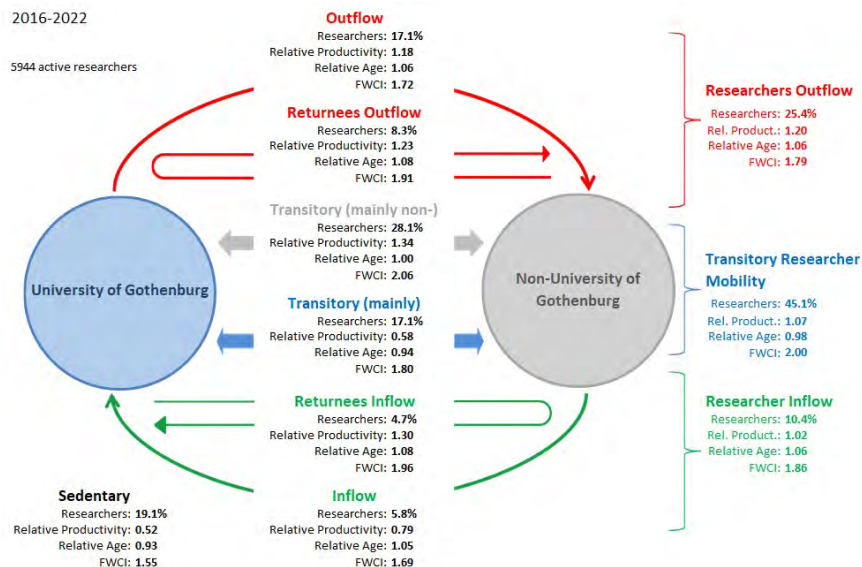 2016-2022
5944 active researchers
Outflow
Researchers: 17.1%
Relative Productivity: 1.18
Relative Age: 1.06
FWCI: 1.72
Returnees Outflow
Researchers: 8.3%
Relative Productivity: 1.23
Relative Age: 1.08
FWCI: 1.91
Transitory (mainly non-)
Researchers: 28.1%
Relative Productivity: 1.34
Relative Age: 1.00
FWCI: 2.06
Transitory (mainly)
Researchers: 17.1%
Relative Productivity: 0.58
Relative Age: 0.94
FWCI: 1.80
Returnees Inflow
Researchers: 4.7%
Relative Productivity: 1.30
Relative Age: 1.08
FWCI: 1.96
Inflow
Researchers: 5.8%
Relative Productivity: 0.79
Relative Age: 1.05
FWCI: 1.69
University of Gothenburg
Non-University of
Gothenburg
Sedentary
Researchers: 19.1%
Relative Productivity: 0.52
Relative Age: 0.93
FWCI: 1.55
Researchers Outflow
Researchers: 25.4%
Rel. Product.: 1.20
Relative Age: 1.06
FWCI: 1.79
Transitory Researcher
Mobility
Researchers: 45.1%
Rel. Product.: 1.07
Relative Age: 0.98
FWCI: 2.00
Researcher Inflow
Researchers: 10.4%
Rel. Product.: 1.02
Relative Age: 1.06
FWCI: 1.86